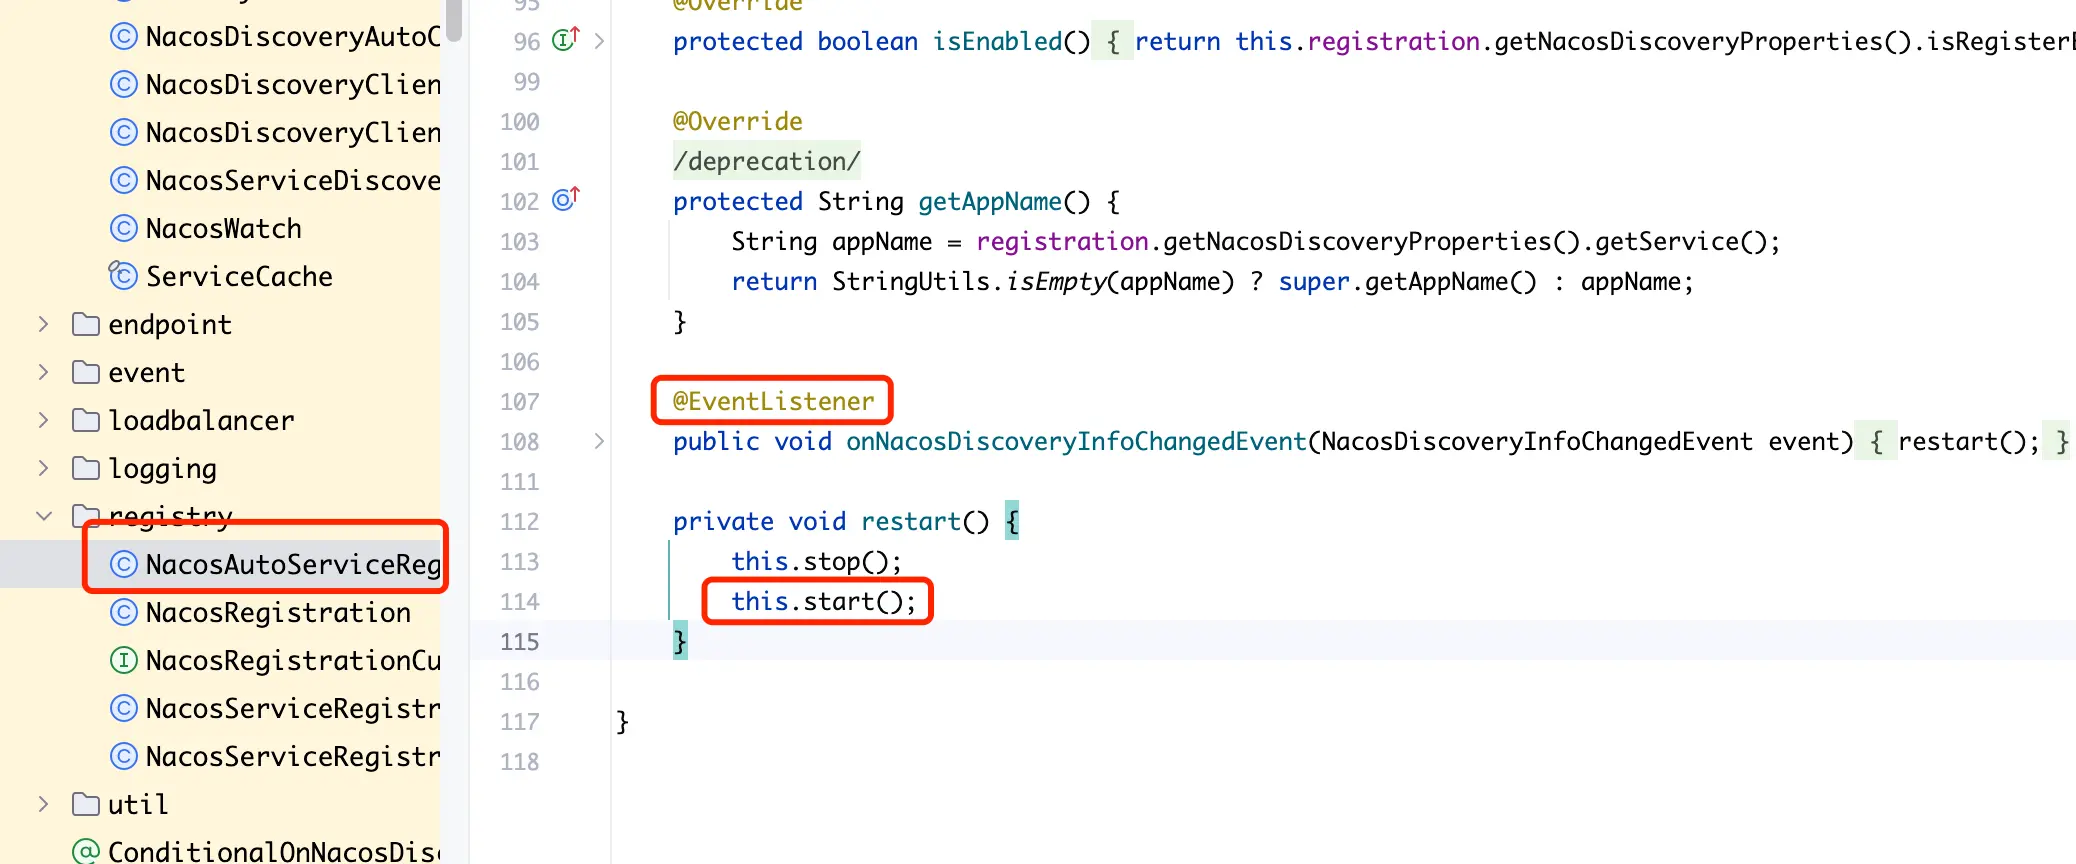 NacosDiscoveryAutoC
NacosDiscoveryClien
NacosDiscoveryClien
NacosServiceDiscove
NacosWatch
ServiceCache
endpoint
event
loadbalancer
logging
registry
NacosAutoServiceReg
NacosRegistration
NacosRegistrationCu
NacosServiceRegistr
NacosServiceRegistr
util
ConditionalOnNacosDisc
95 @Override
96 protected boolean isEnabled() { return this.registration.getNacosDiscoveryProperties().isRegisterE
99
100 @Override
101 /deprecation/
102 protected String getAppName() {
103 String appName = registration.getNacosDiscoveryProperties().getService();
104 return StringUtils.isEmpty(appName) ? super.getAppName() : appName;
105 }
106
107 @EventListener
108 public void onNacosDiscoveryInfoChangedEvent(NacosDiscoveryInfoChangedEvent event) { restart(); }
111
112 private void restart() {
113 this.stop();
114 this.start();
115 }
116
117 }
118